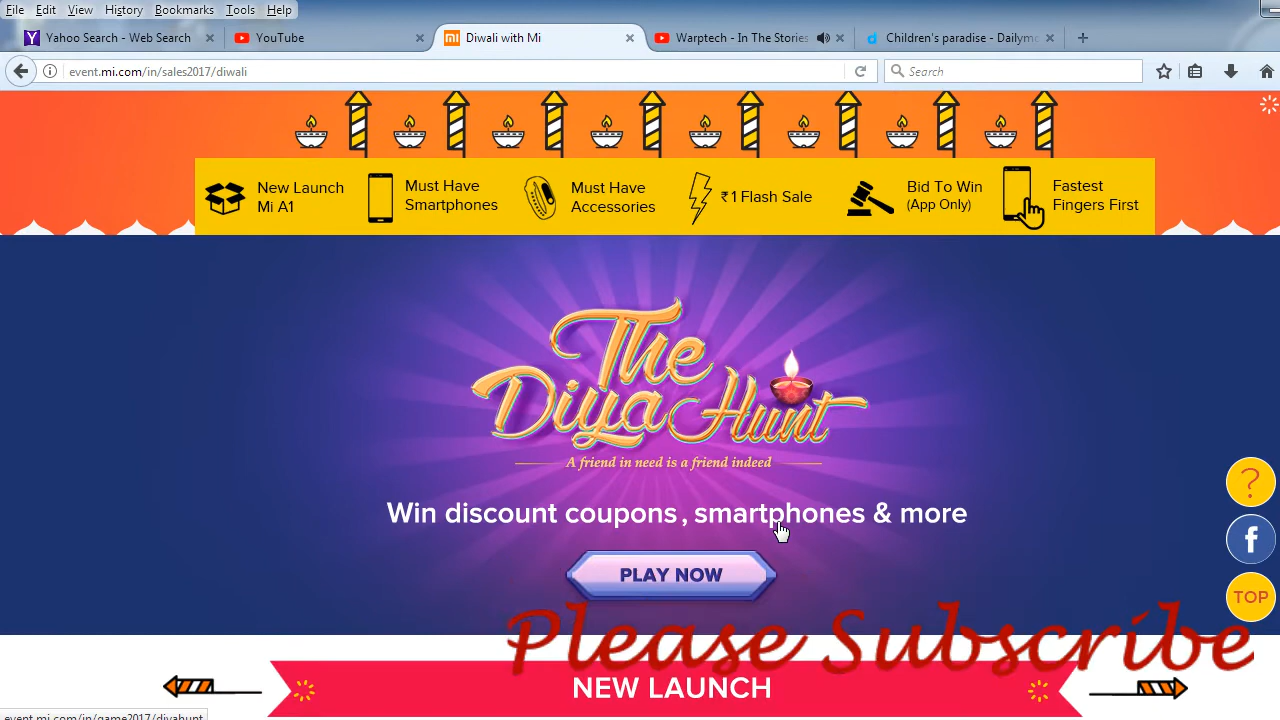 File Edit View History Bookmarks Tools Help
Yahoo Search - Web Search
YouTube
Diwali with Mi
Warptech - In The Stories
Children's paradise - Dailymo
event.mi.com/in/sales2017/diwali
Search
New Launch
Mi A1
Must Have
Smartphones
Must Have
Accessories
₹1 Flash Sale
Bid To Win
(App Only)
Fastest
Fingers First
The
Diya Hunt
A friend in need is a friend indeed
Win discount coupons, smartphones & more
PLAY NOW
?
f
TOP
Please Subscribe
NEW LAUNCH
event.mi.com/in/game2017/diyahunt